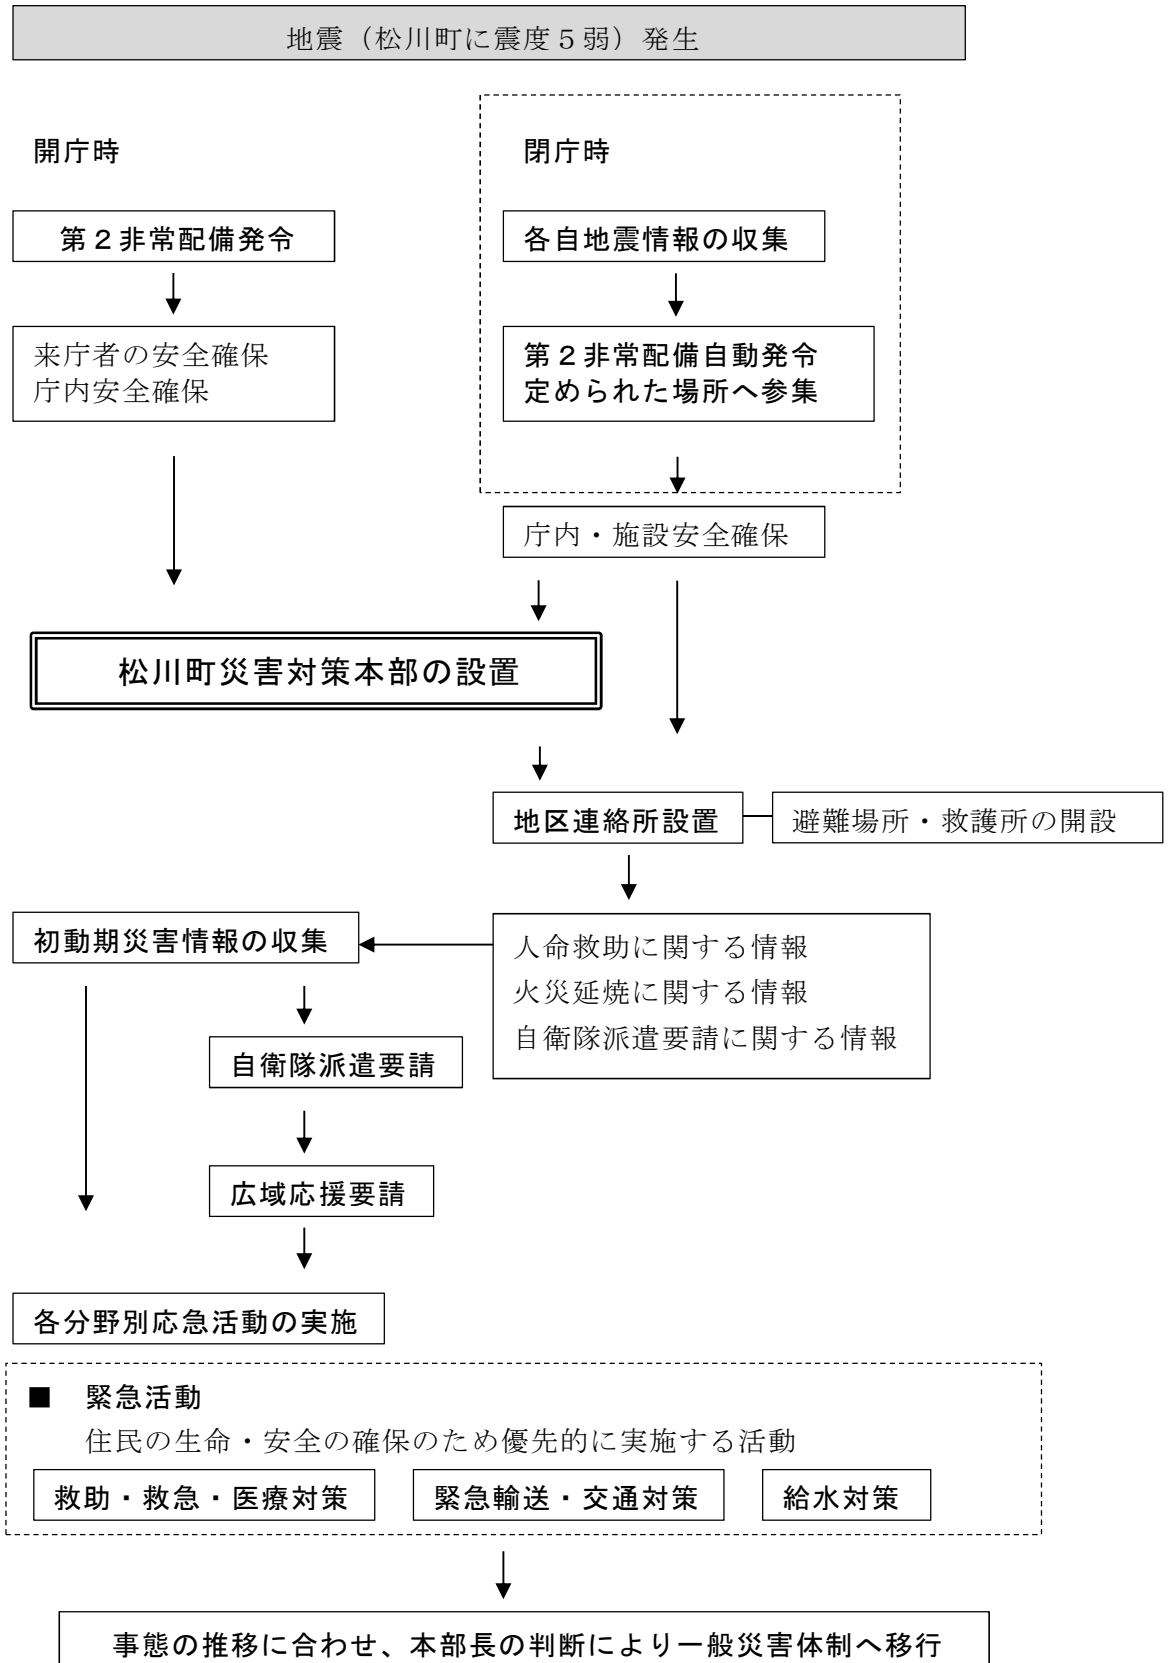 地震（松川町に震度５弱）発生
開庁時
閉庁時
第２非常配備発令
各自地震情報の収集
来庁者の安全確保
庁内安全確保
第２非常配備自動発令
定められた場所へ参集
庁内・施設安全確保
松川町災害対策本部の設置
地区連絡所設置
避難場所・救護所の開設
初動期災害情報の収集
人命救助に関する情報
火災延焼に関する情報
自衛隊派遣要請に関する情報
自衛隊派遣要請
広域応援要請
各分野別応急活動の実施
■ 緊急活動
住民の生命・安全の確保のため優先的に実施する活動
救助・救急・医療対策
緊急輸送・交通対策
給水対策
事態の推移に合わせ、本部長の判断により一般災害体制へ移行